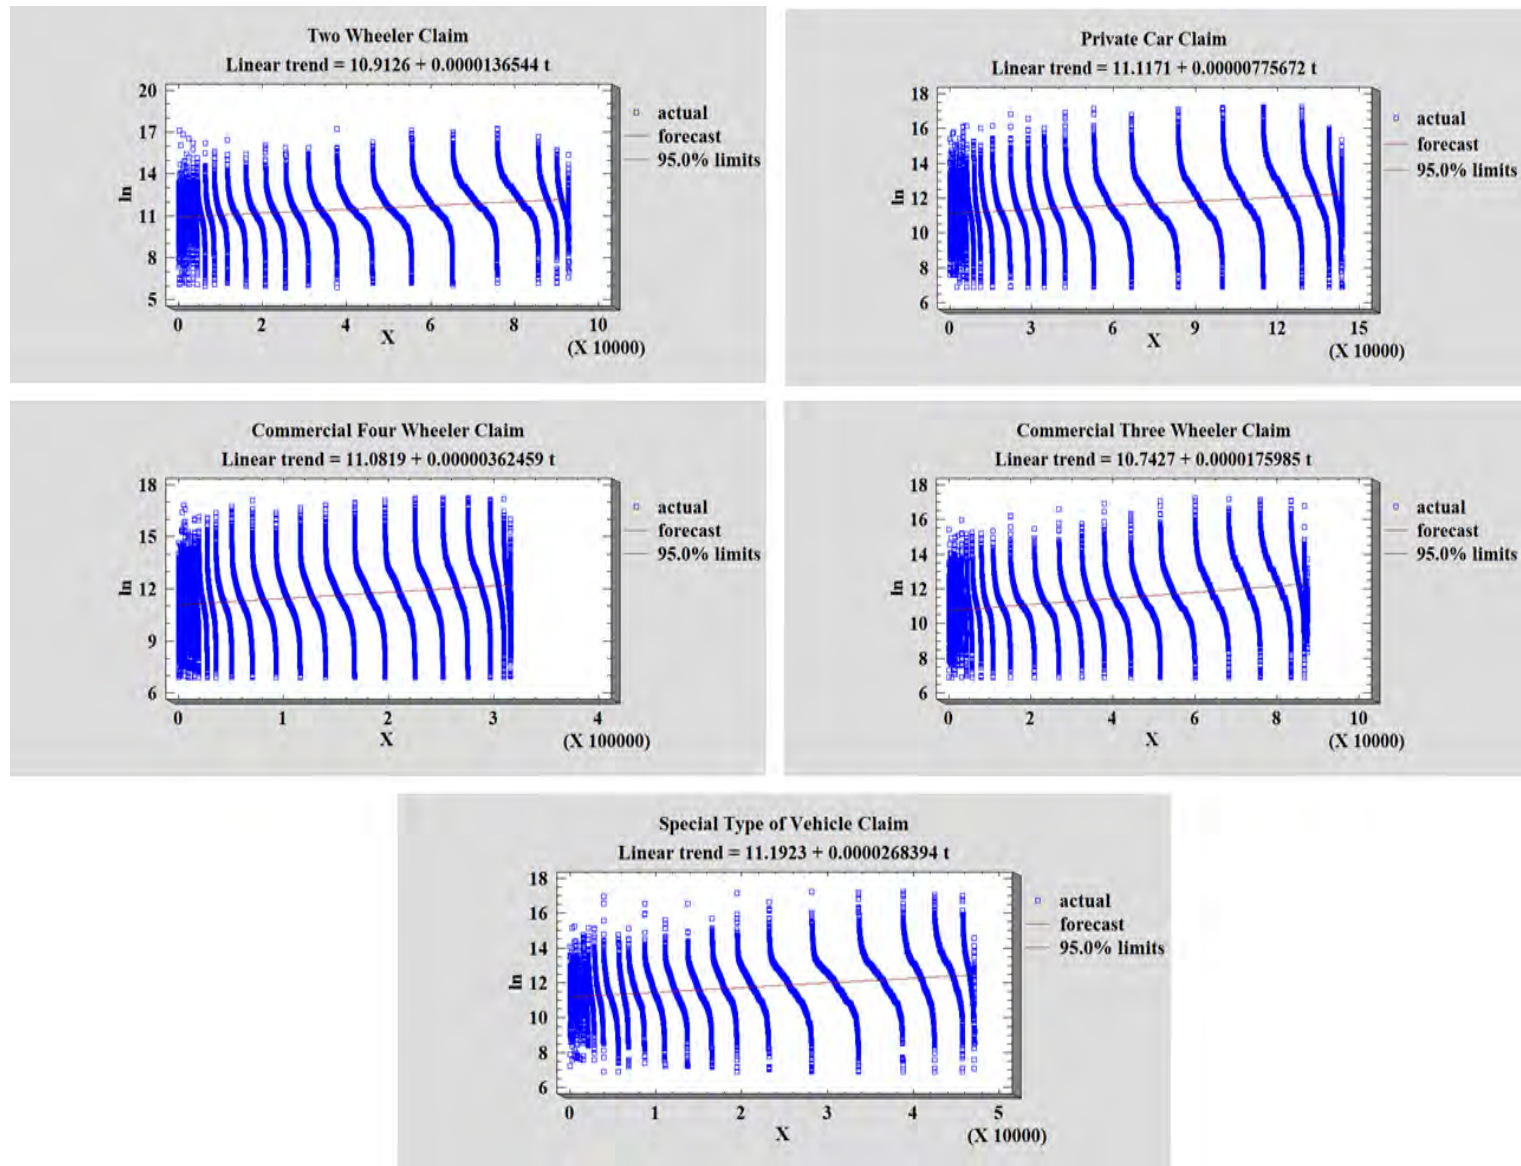 Two Wheeler Claim
Linear trend = 10.9126 + 0.0000136544 t
20
17
14
11
8
5
ln
0 2 4 6 8 10
X
(X 10000)
actual
forecast
95.0% limits
Private Car Claim
Linear trend = 11.1171 + 0.00000775672 t
18
16
14
12
10
8
6
ln
0 3 6 9 12 15
X
(X 10000)
actual
forecast
95.0% limits
Commercial Four Wheeler Claim
Linear trend = 11.0819 + 0.00000362459 t
18
15
12
9
6
ln
0 1 2 3 4
X
(X 100000)
actual
forecast
95.0% limits
Commercial Three Wheeler Claim
Linear trend = 10.7427 + 0.0000175985 t
18
16
14
12
10
8
6
ln
0 2 4 6 8 10
X
(X 10000)
actual
forecast
95.0% limits
Special Type of Vehicle Claim
Linear trend = 11.1923 + 0.0000268394 t
18
16
14
12
10
8
6
ln
0 1 2 3 4 5
X
(X 10000)
actual
forecast
95.0% limits